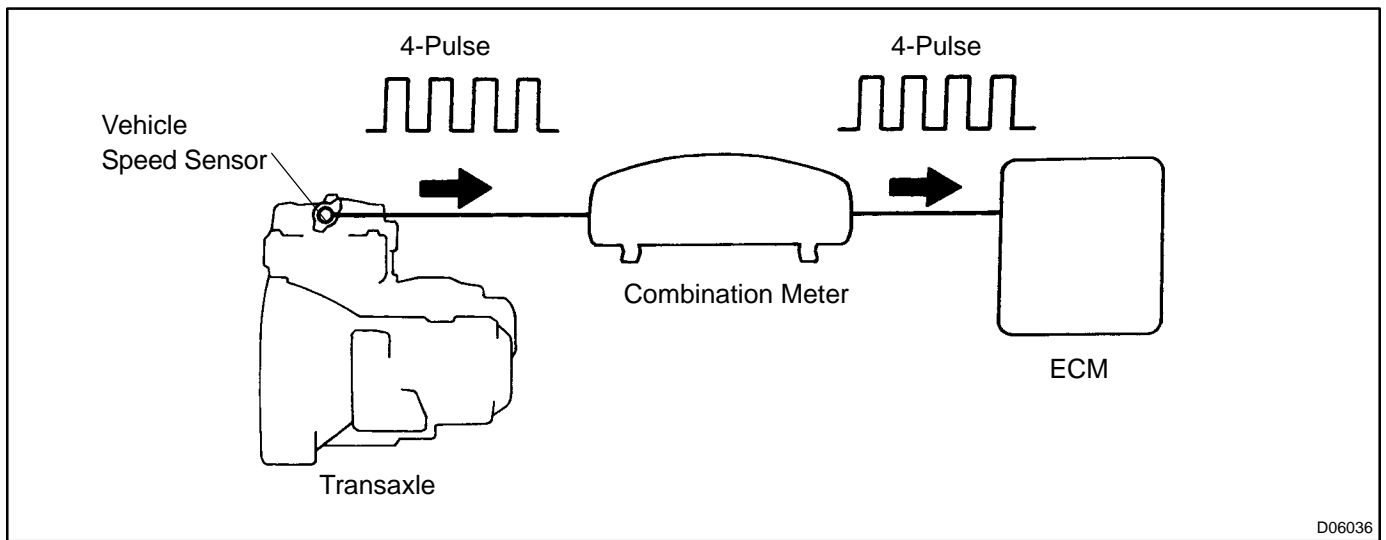 4-Pulse
4-Pulse
Vehicle
Speed Sensor
Combination Meter
ECM
Transaxle
D06036